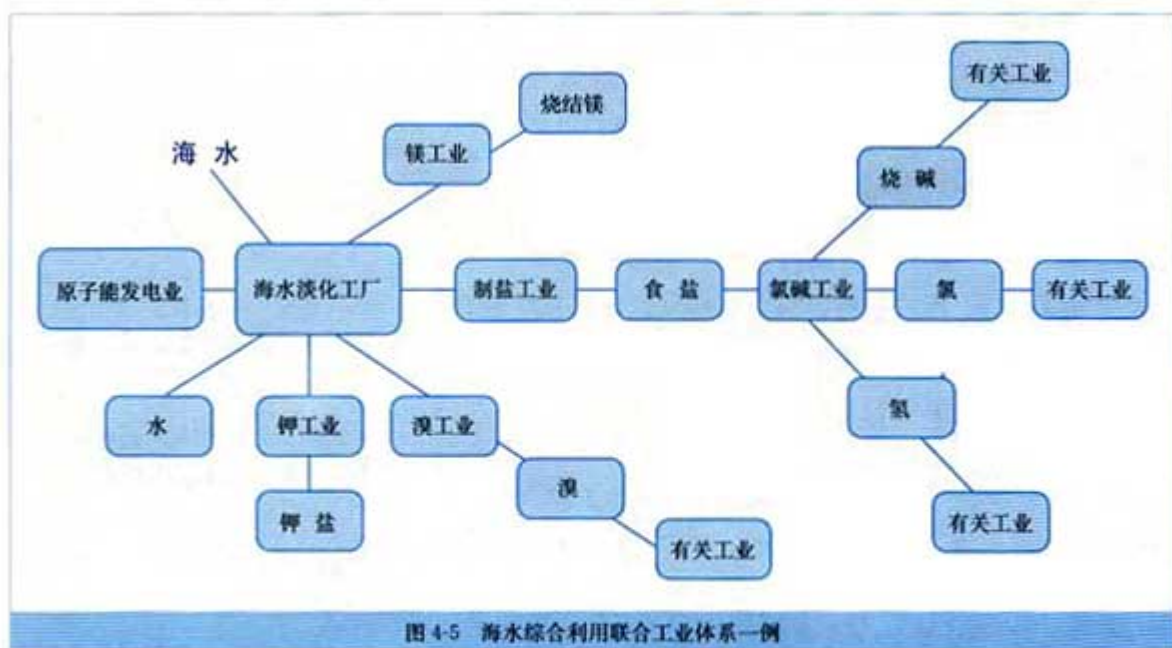 有关工业
烧结镁
镁工业
海 水
烧 碱
原子能发电业
海水淡化工厂
制盐工业
食 盐
氯碱工业
氯
有关工业
水
钾工业
溴工业
氢
钾 盐
溴
有关工业
有关工业
图 4-5 海水综合利用联合工业体系一例